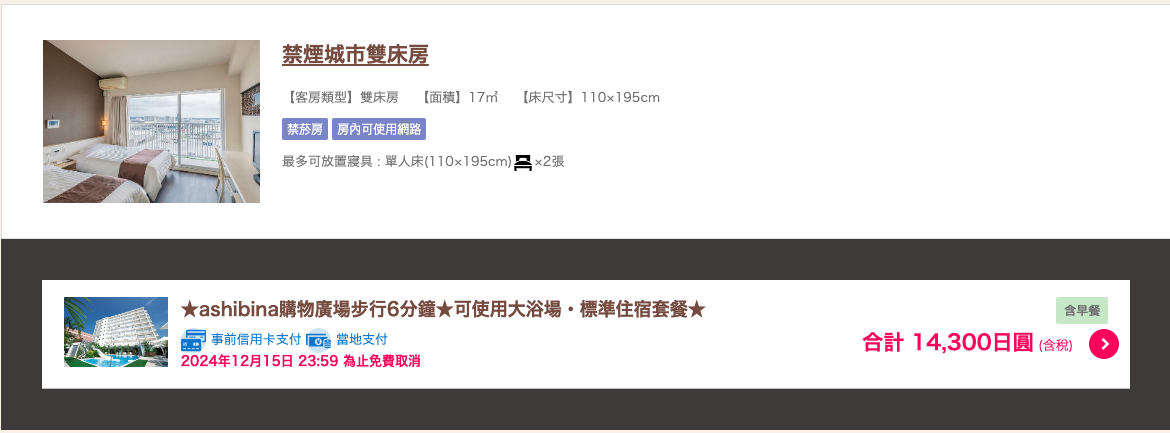 禁煙城市雙床房
【客房類型】雙床房 【面積】17㎡ 【床尺寸】110×195cm
禁菸房 房內可使用網路
最多可放置寢具 : 單人床(110×195cm) ×2張
★ashibina購物廣場步行6分鐘★可使用大浴場・標準住宿套餐★
含早餐
事前信用卡支付 當地支付
合計 14,300日圓 (含稅)
2024年12月15日 23:59 為止免費取消